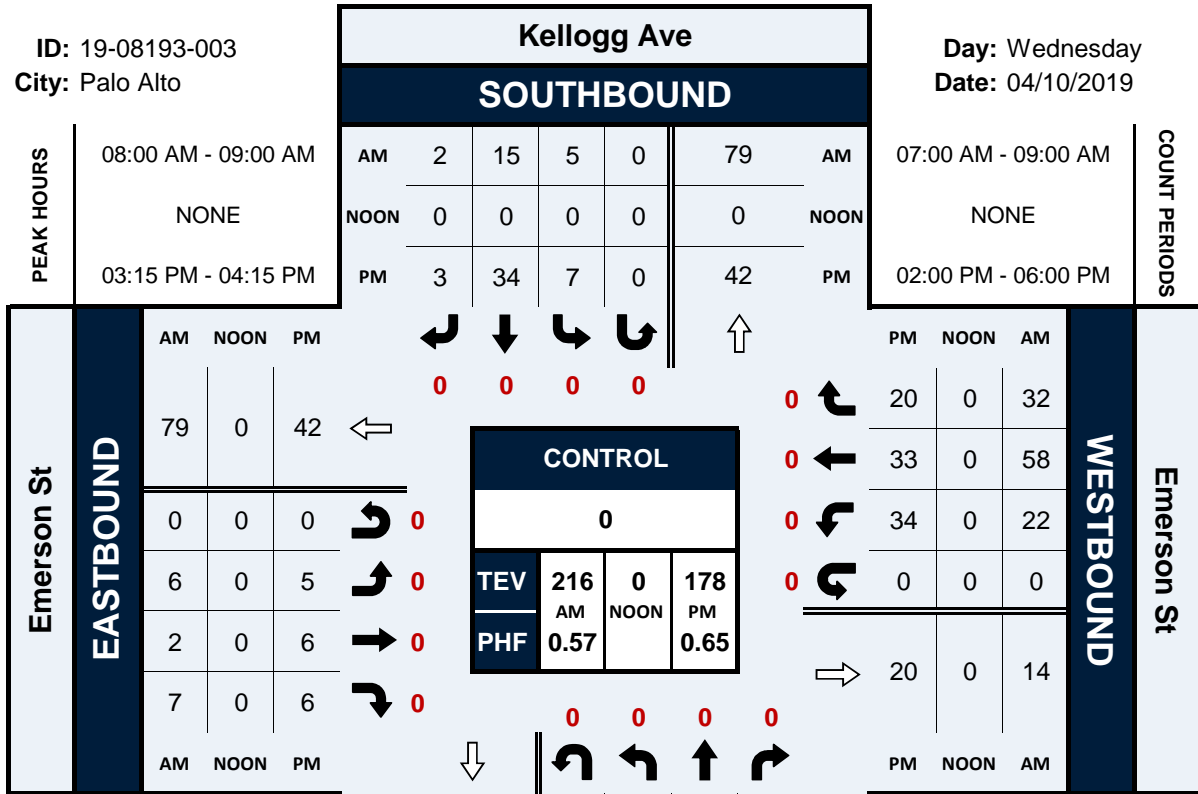 Kellogg Ave
ID: 19-08193-003
Day: Wednesday
City: Palo Alto
Date: 04/10/2019
SOUTHBOUND
PEAK HOURS
08:00 AM - 09:00 AM
NONE
03:15 PM - 04:15 PM
AM 2 15 5 0 79 AM
NOON 0 0 0 0 0 NOON
PM 3 34 7 0 42 PM
07:00 AM - 09:00 AM
NONE
02:00 PM - 06:00 PM
COUNT PERIODS
0 0 0 0
Emerson St
EASTBOUND
AM NOON PM
79 0 42
0 0 0 0
6 0 5 0
2 0 6 0
7 0 6 0
AM NOON PM
CONTROL
0
TEV 216 0 178
AM NOON PM
PHF 0.57 0.65
PM NOON AM
0 20 0 32
0 33 0 58
0 34 0 22
0 0 0 0
20 0 14
PM NOON AM
WESTBOUND
Emerson St
0 0 0 0